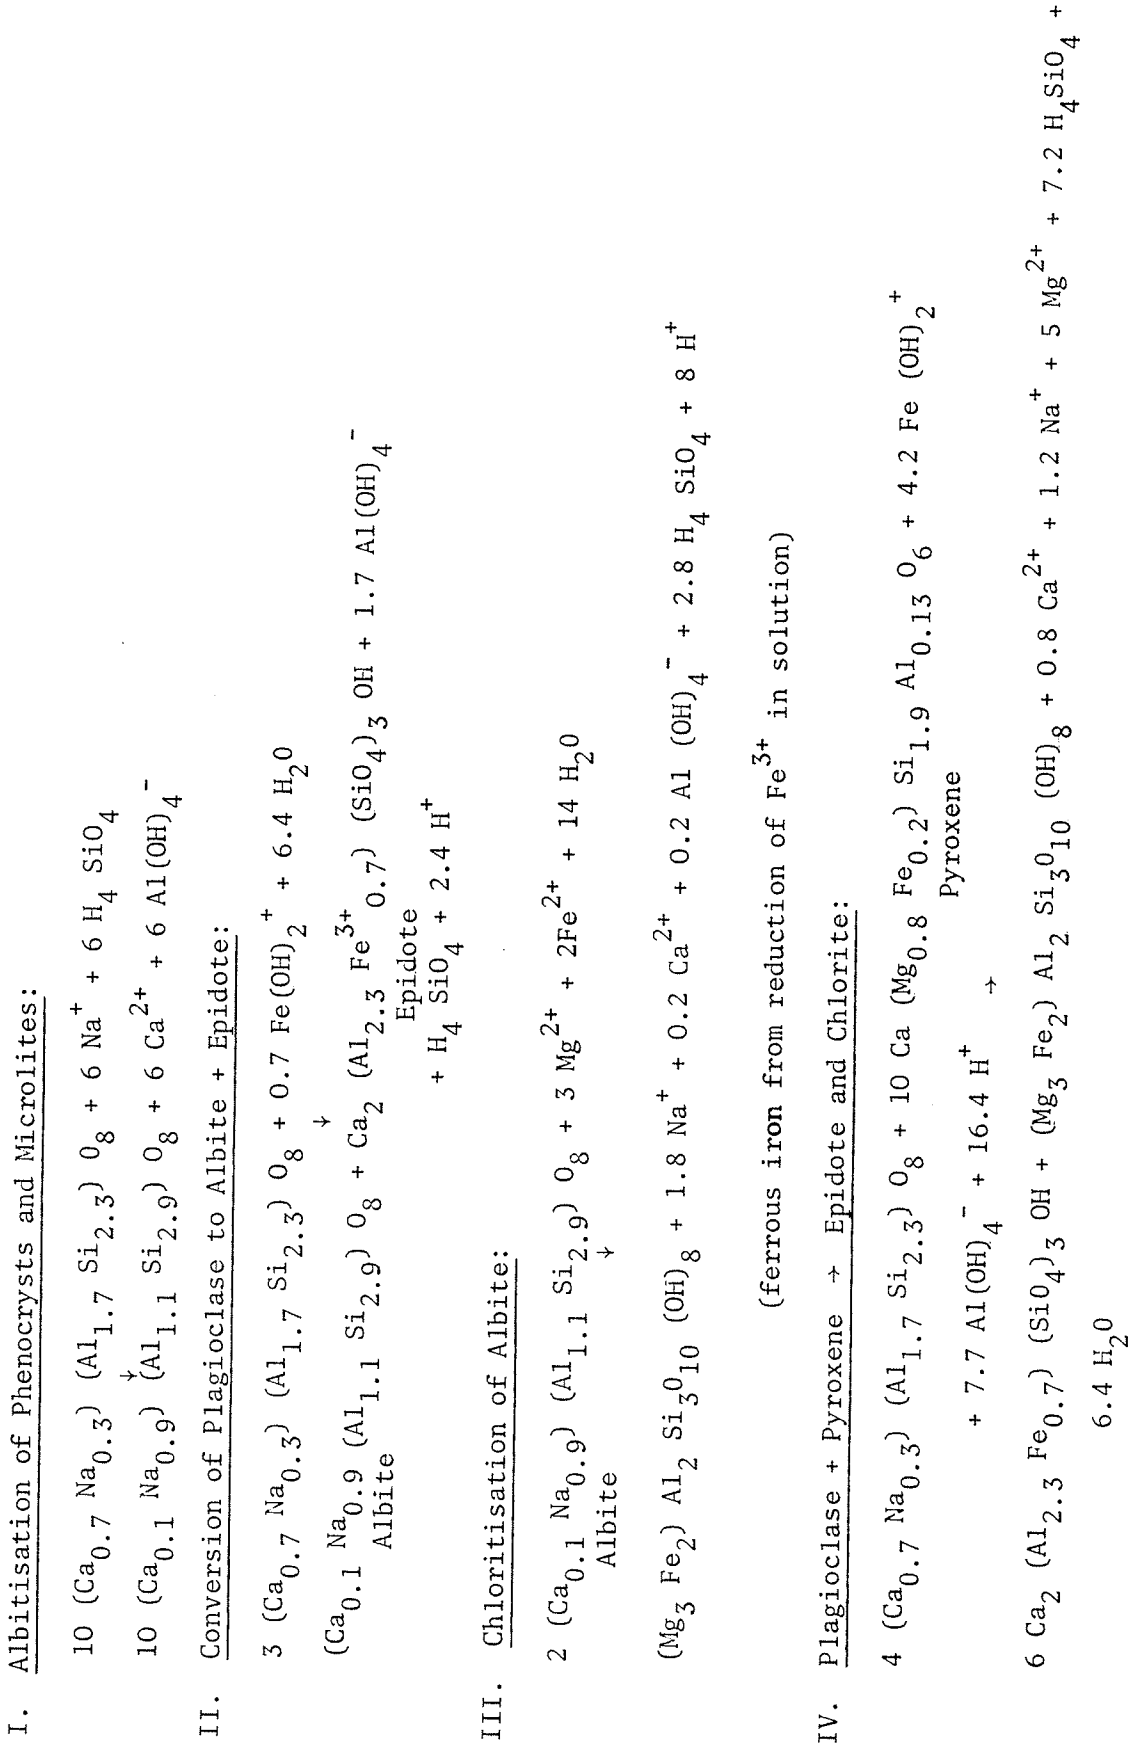 I. Albitisation of Phenocrysts and Microlites:
10 (Ca0.7 Na0.3) (Al1.7 Si2.3) O8 + 6 Na+ + 6 H4 SiO4
↓
10 (Ca0.1 Na0.9) (Al1.1 Si2.9) O8 + 6 Ca2+ + 6 Al(OH)4-
II. Conversion of Plagioclase to Albite + Epidote:
3 (Ca0.7 Na0.3) (Al1.7 Si2.3) O8 + 0.7 Fe(OH)2+ + 6.4 H2O
↓
(Ca0.1 Na0.9 (Al1.1 Si2.9) O8 + Ca2 (Al2.3 Fe3+ 0.7) (SiO4)3 OH + 1.7 Al(OH)4-
Albite Epidote
+ H4 SiO4 + 2.4 H+
III. Chloritisation of Albite:
2 (Ca0.1 Na0.9) (Al1.1 Si2.9) O8 + 3 Mg2+ + 2Fe2+ + 14 H2O
Albite ↓
(Mg3 Fe2) Al2 Si3O10 (OH)8 + 1.8 Na+ + 0.2 Ca2+ + 0.2 Al (OH)4- + 2.8 H4 SiO4 + 8 H+
(ferrous iron from reduction of Fe3+ in solution)
IV. Plagioclase + Pyroxene → Epidote and Chlorite:
4 (Ca0.7 Na0.3) (Al1.7 Si2.3) O8 + 10 Ca (Mg0.8 Fe0.2) Si1.9 Al0.13 O6 + 4.2 Fe (OH)2+
Pyroxene
+ 7.7 Al(OH)4- + 16.4 H+ →
6 Ca2 (Al2.3 Fe0.7) (SiO4)3 OH + (Mg3 Fe2) Al2 Si3O10 (OH)8 + 0.8 Ca2+ + 1.2 Na+ + 5 Mg2+ + 7.2 H4SiO4 +
6.4 H2O